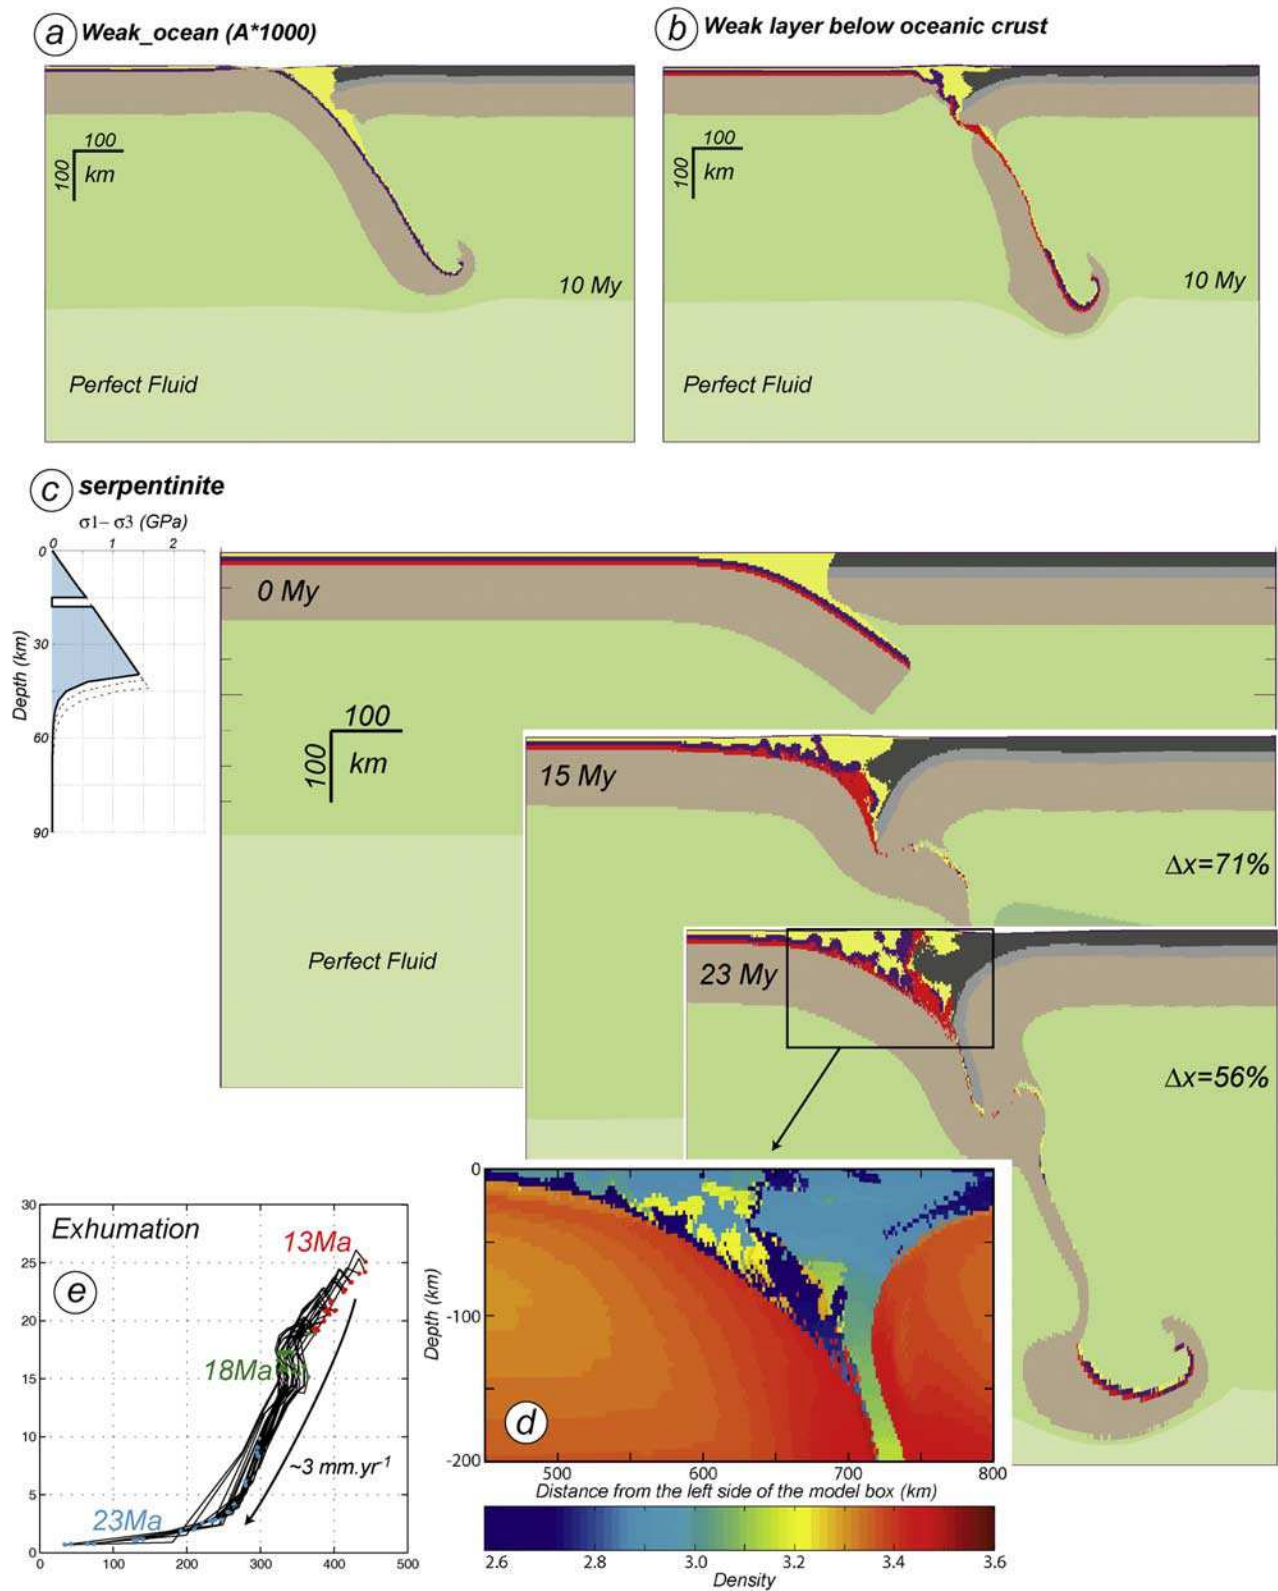 a Weak_ocean (A*1000)
b Weak layer below oceanic crust
100
100
km
10 My
Perfect Fluid
100
100
km
10 My
Perfect Fluid
c serpentinite
σ1– σ3 (GPa)
0 1 2
0
30
60
90
Depth (km)
0 My
100
100
km
Perfect Fluid
15 My
Δx=71%
23 My
Δx=56%
e
Exhumation
30
25
20
15
10
5
0
0 100 200 300 400 500
13Ma
18Ma
23Ma
~3 mm.yr-1
d
0
-100
-200
Depth (km)
500 600 700 800
Distance from the left side of the model box (km)
2.6 2.8 3.0 3.2 3.4 3.6
Density